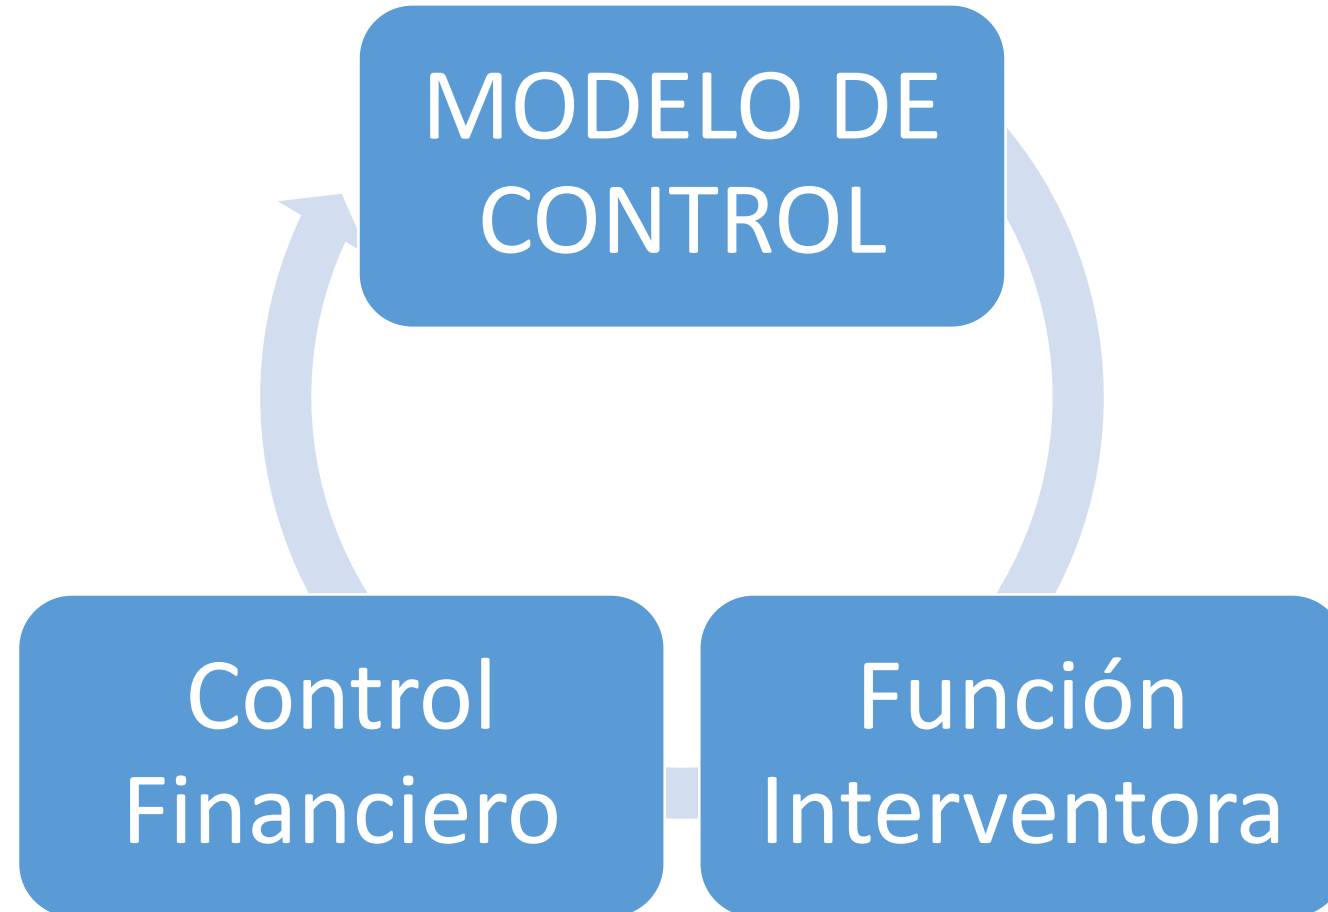 MODELO DE
CONTROL
Control
Financiero
Función
Interventora